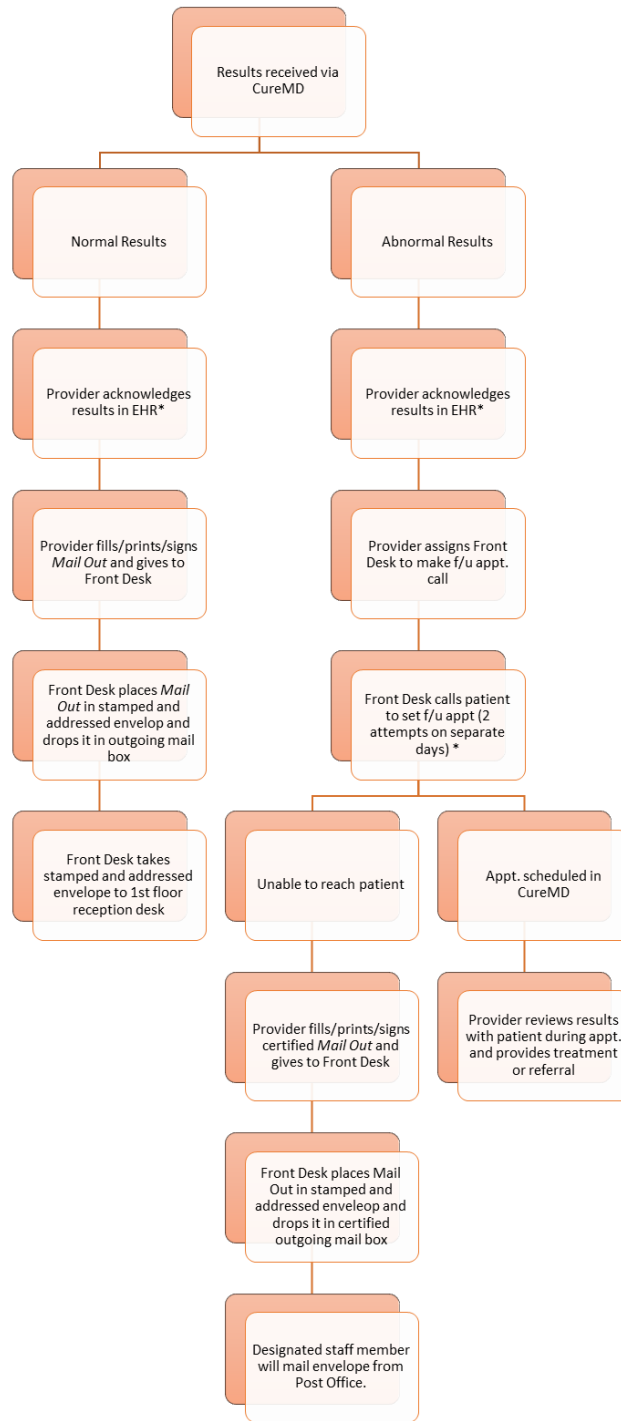 Results received via
CureMD
Normal Results
Abnormal Results
Provider acknowledges
results in EHR*
Provider acknowledges
results in EHR*
Provider fills/prints/signs
Mail Out and gives to
Front Desk
Provider assigns Front
Desk to make f/u appt.
call
Front Desk places Mail
Out in stamped and
addressed envelop and
drops it in outgoing mail
box
Front Desk calls patient
to set f/u appt (2
attempts on separate
days) *
Front Desk takes
stamped and addressed
envelope to 1st floor
reception desk
Unable to reach patient
Appt. scheduled in
CureMD
Provider fills/prints/signs
certified Mail Out and
gives to Front Desk
Provider reviews results
with patient during appt.
and provides treatment
or referral
Front Desk places Mail
Out in stamped and
addressed enveleop and
drops it in certified
outgoing mail box
Designated staff member
will mail envelope from
Post Office.